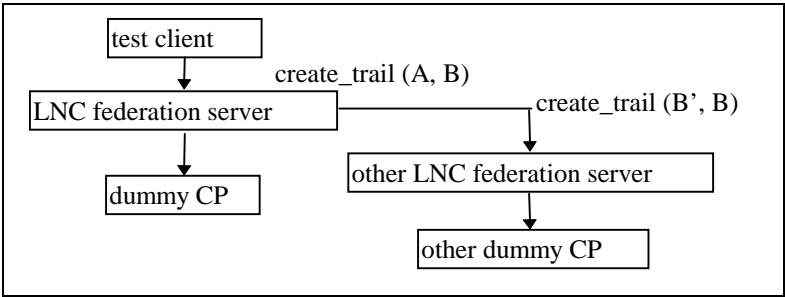 test client
create_trail (A, B)
LNC federation server
create_trail (B’, B)
other LNC federation server
dummy CP
other dummy CP